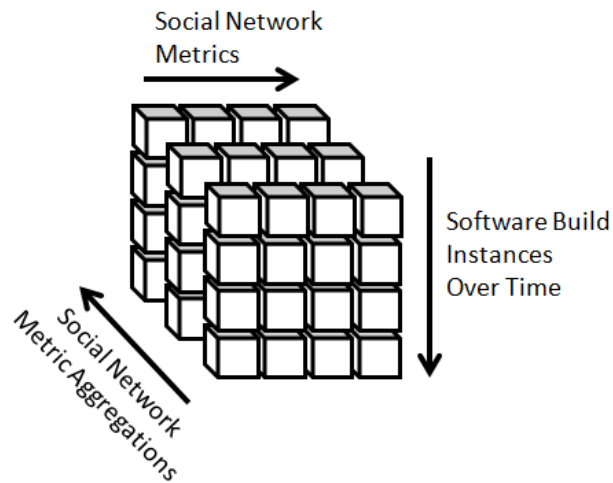 Social Network
Metrics
Software Build
Instances
Over Time
Social Network
Metric Aggregations